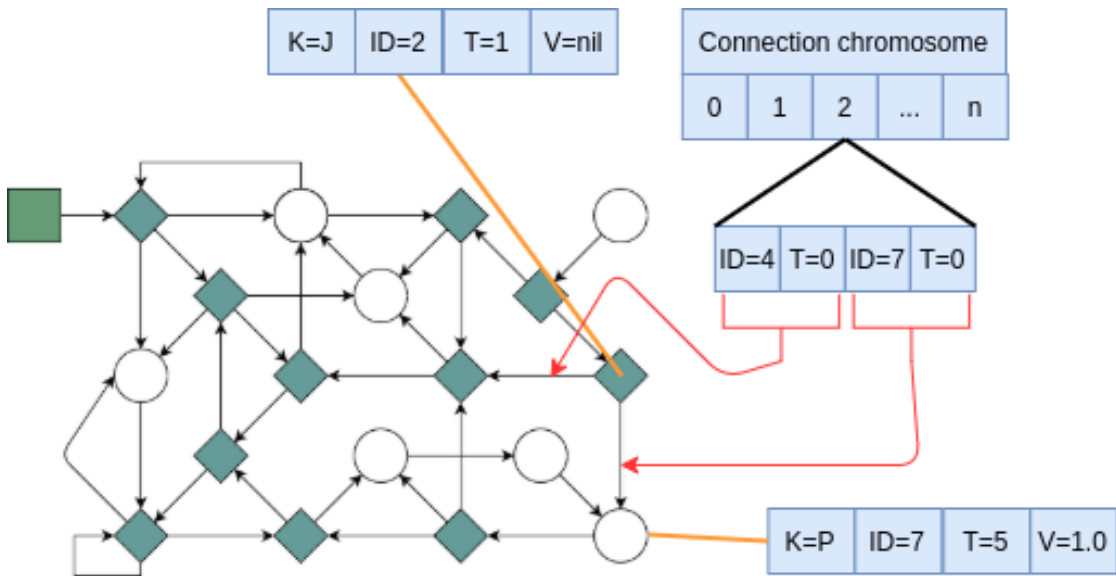 K=J ID=2 T=1 V=nil
Connection chromosome
0 1 2 ... n
ID=4 T=0 ID=7 T=0
K=P ID=7 T=5 V=1.0